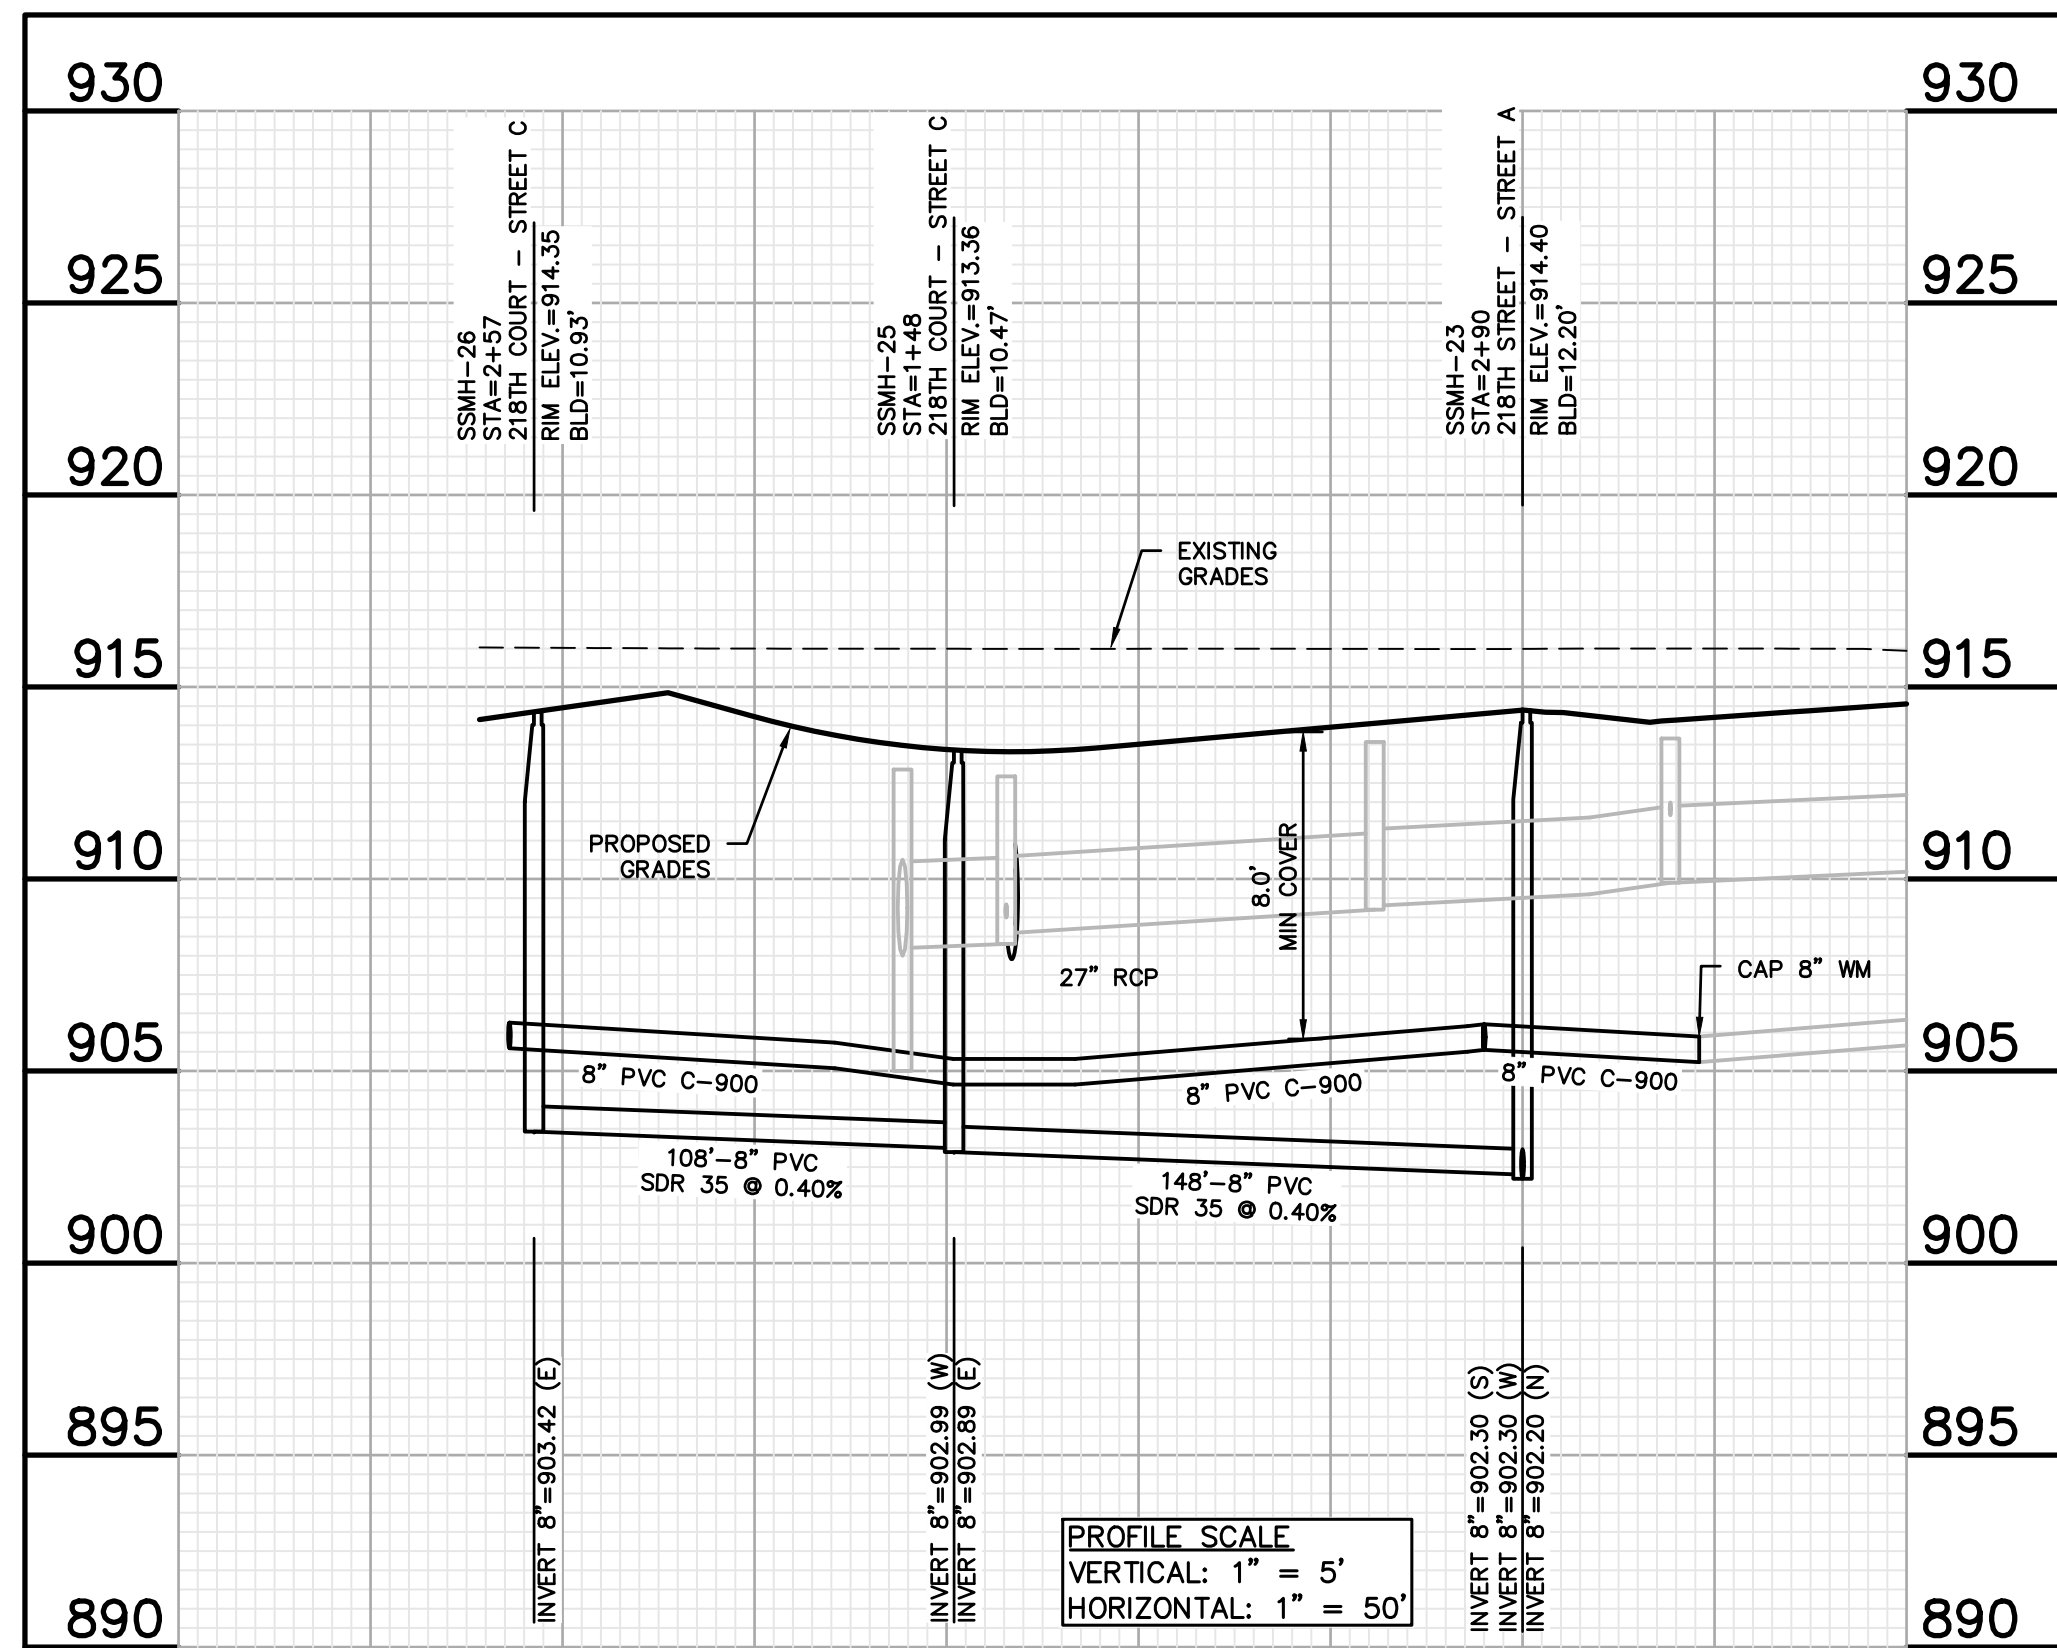 930
925
920
915
910
905
900
895
890
SSMH-26
STA=2+57
218TH COURT - STREET C
RIM ELEV.=914.35
BLD=10.93'
SSMH-25
STA=1+48
218TH COURT - STREET C
RIM ELEV.=913.36
BLD=10.47'
SSMH-23
STA=2+90
218TH STREET - STREET A
RIM ELEV.=914.40
BLD=12.20'
EXISTING
GRADES
PROPOSED
GRADES
8.0'
MIN COVER
27" RCP
CAP 8" WM
8" PVC C-900
8" PVC C-900
8" PVC C-900
108'-8" PVC
SDR 35 @ 0.40%
148'-8" PVC
SDR 35 @ 0.40%
INVERT 8"=903.42 (E)
INVERT 8"=902.99 (W)
INVERT 8"=902.89 (E)
INVERT 8"=902.30 (S)
INVERT 8"=902.30 (W)
INVERT 8"=902.20 (N)
PROFILE SCALE
VERTICAL: 1" = 5'
HORIZONTAL: 1" = 50'
930
925
920
915
910
905
900
895
890